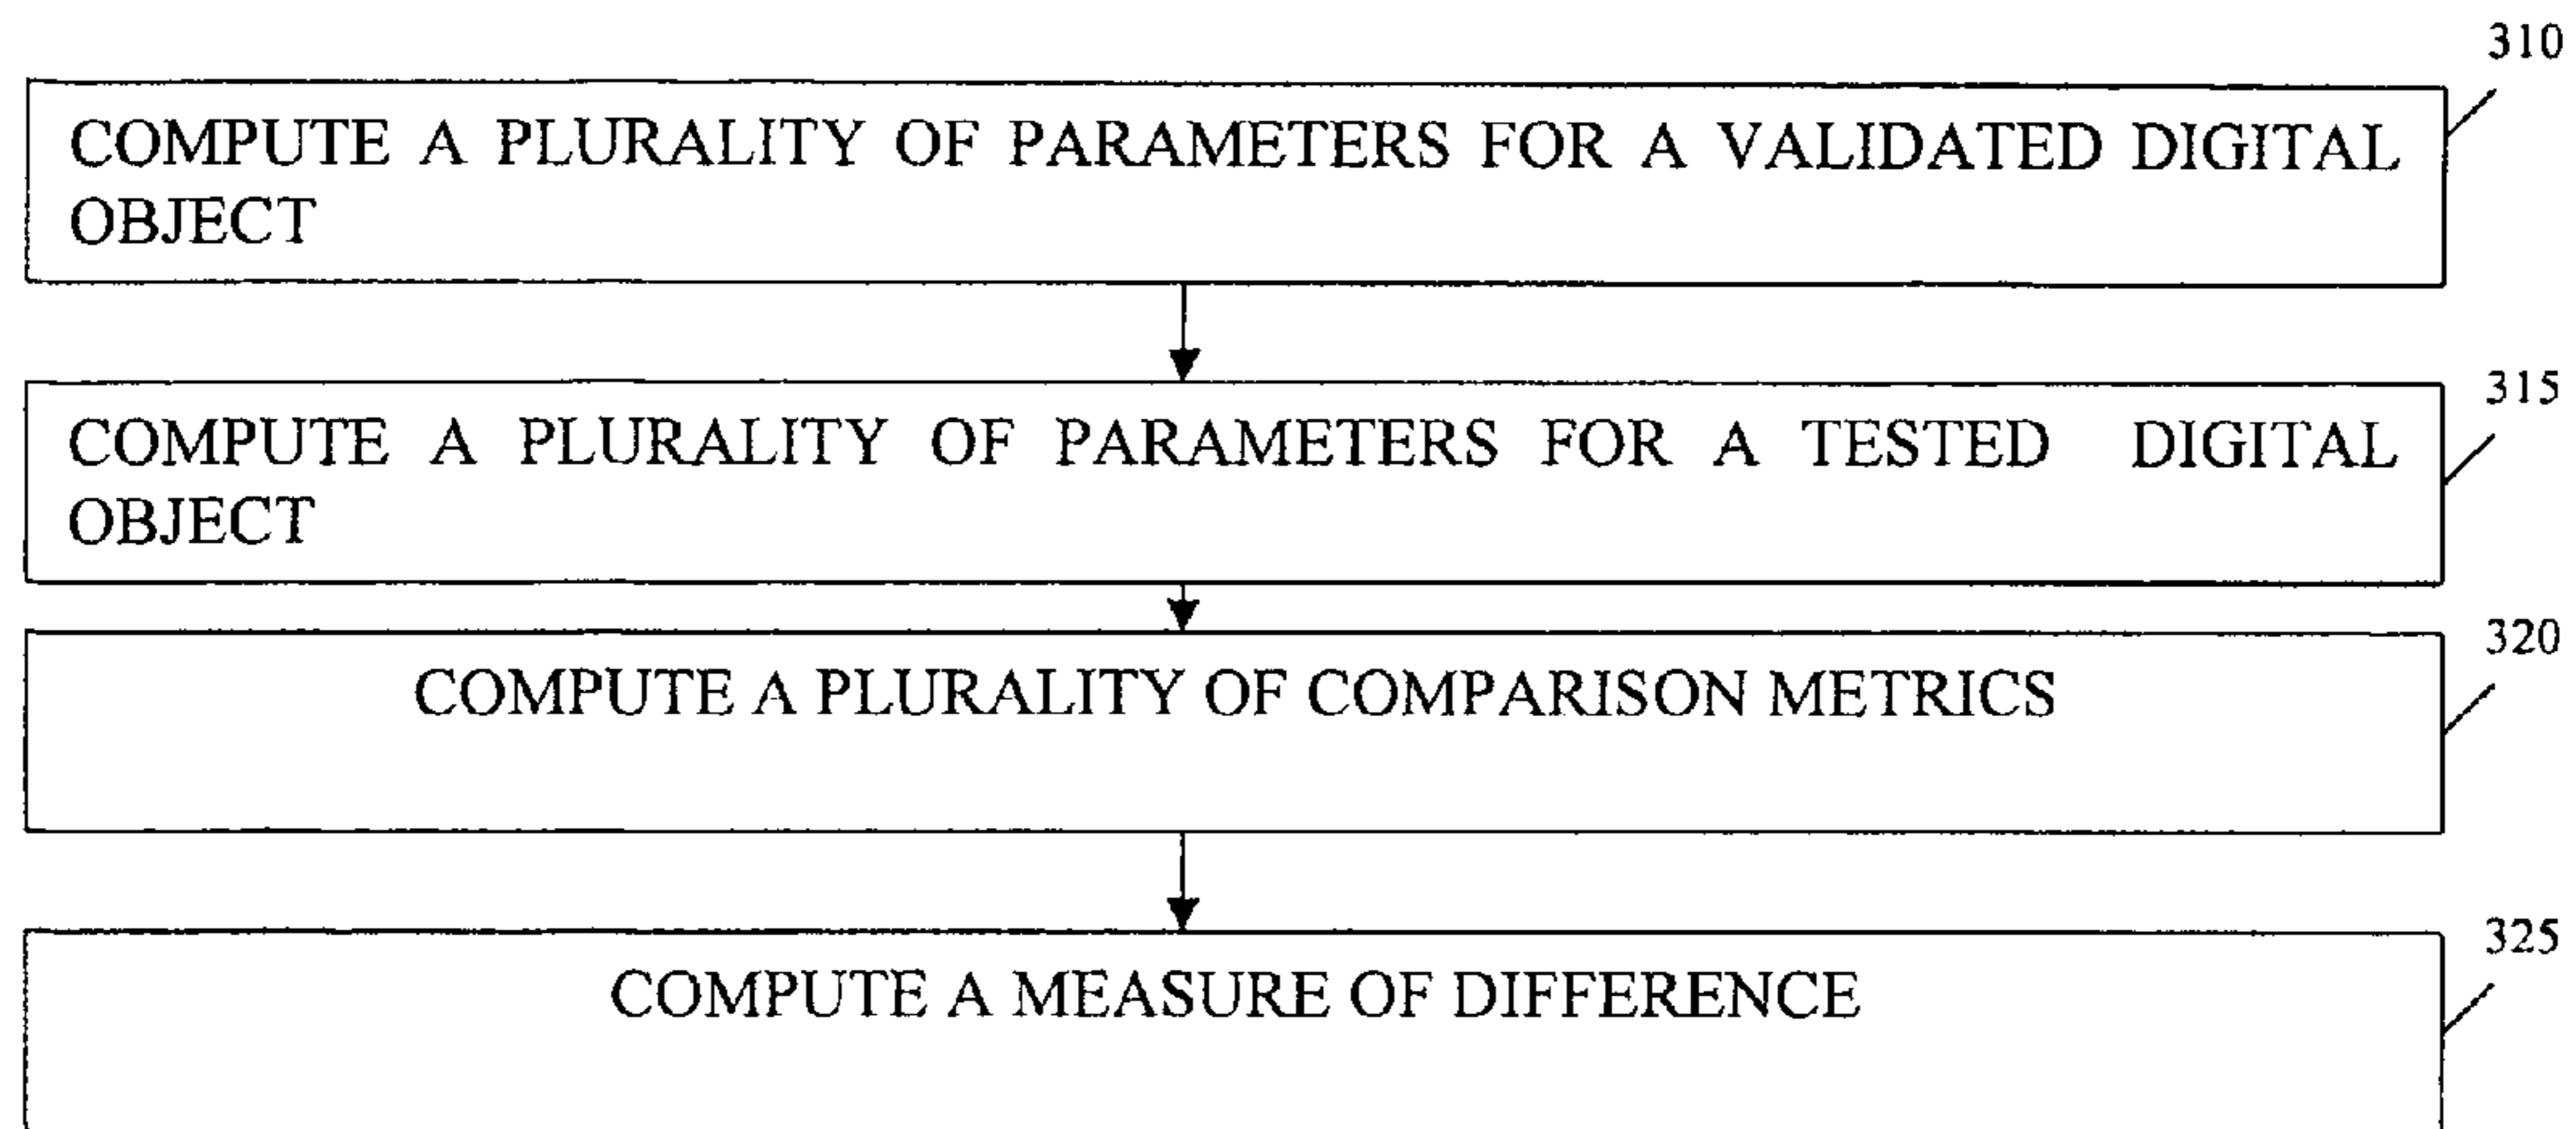 310
COMPUTE A PLURALITY OF PARAMETERS FOR A VALIDATED DIGITAL
OBJECT
315
COMPUTE A PLURALITY OF PARAMETERS FOR A TESTED DIGITAL
OBJECT
320
COMPUTE A PLURALITY OF COMPARISON METRICS
325
COMPUTE A MEASURE OF DIFFERENCE